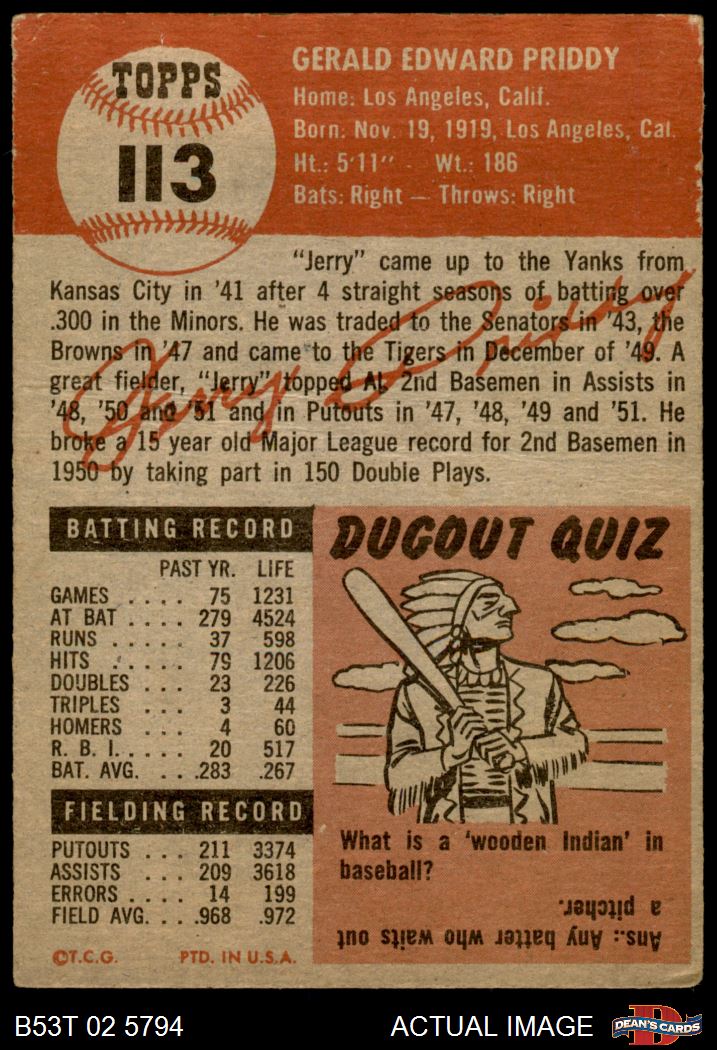 TOPPS
113
GERALD EDWARD PRIDDY
Home: Los Angeles, Calif.
Born: Nov. 19, 1919, Los Angeles, Cal.
Ht.: 5'11" - Wt.: 186
Bats: Right — Throws: Right
"Jerry" came up to the Yanks from
Kansas City in '41 after 4 straight seasons of batting over
.300 in the Minors. He was traded to the Senators in '43, the
Browns in '47 and came to the Tigers in December of '49. A
great fielder, "Jerry" topped AL 2nd Basemen in Assists in
'48, '50 and '51 and in Putouts in '47, '48, '49 and '51. He
broke a 15 year old Major League record for 2nd Basemen in
1950 by taking part in 150 Double Plays.
Jerry Priddy
BATTING RECORD
PAST YR. LIFE
GAMES . . . . 75 1231
AT BAT . . . . 279 4524
RUNS . . . . . 37 598
HITS . . . . . 79 1206
DOUBLES . . . 23 226
TRIPLES . . . 3 44
HOMERS . . . 4 60
R. B. I. . . . . 20 517
BAT. AVG. . . .283 .267
FIELDING RECORD
PUTOUTS . . . 211 3374
ASSISTS . . . 209 3618
ERRORS . . . . 14 199
FIELD AVG. . . .968 .972
©T.C.G. PTD. IN U.S.A.
DUGOUT QUIZ
What is a 'wooden Indian' in
baseball?
Ans.: Any batter who waits out
a pitcher.
B53T 02 5794
ACTUAL IMAGE
D
DEAN'S CARDS